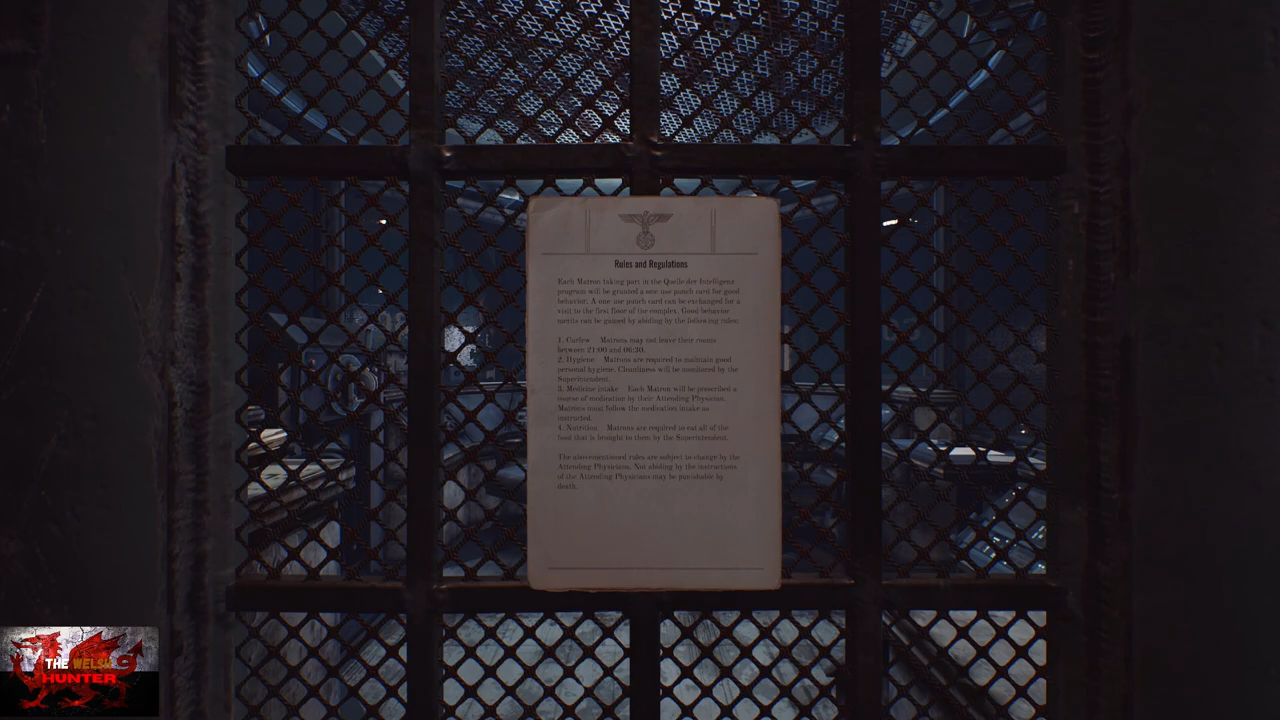 Rules and Regulations
Each Matron taking part in the Quelle der Intelligenz
program will be granted a one use punch card for good
behavior. A one use punch card can be exchanged for a
visit to the first floor of the complex. Good behavior
merits can be gained by abiding by the following rules:
1. Curfew Matrons may not leave their rooms
between 21:00 and 06:30.
2. Hygiene Matrons are required to maintain good
personal hygiene. Cleanliness will be monitored by the
Superintendent.
3. Medicine intake Each Matron will be prescribed a
course of medication by their Attending Physician.
Matrons must follow the medication intake as
instructed.
4. Nutrition Matrons are required to eat all of the
food that is brought to them by the Superintendent.
The abovementioned rules are subject to change by the
Attending Physicians. Not abiding by the instructions
of the Attending Physicians may be punishable by
death.
THE WELSH
HUNTER